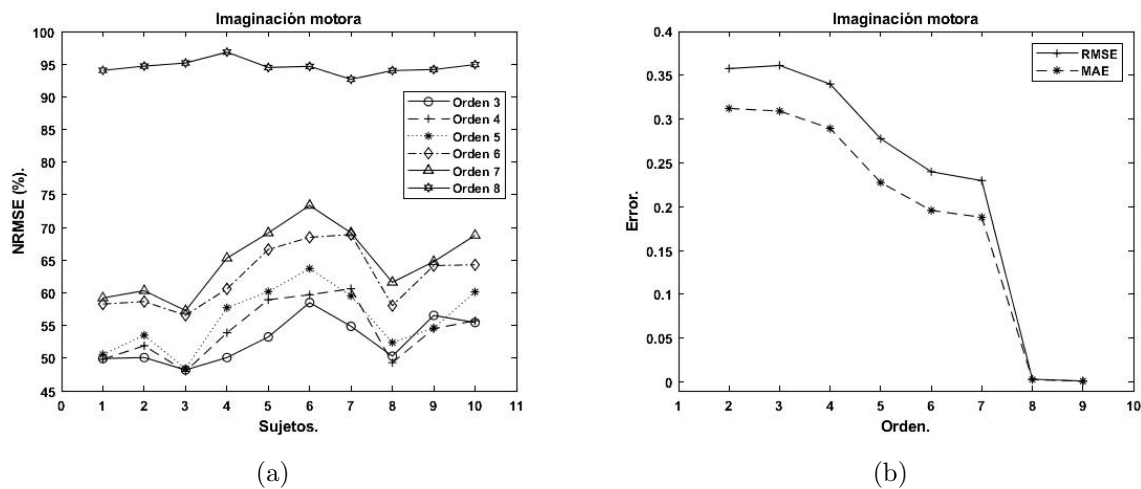 Imaginación motora
100
95
90
85
80
75
70
65
60
55
50
45
NRMSE (%).
Orden 3
Orden 4
Orden 5
Orden 6
Orden 7
Orden 8
0 1 2 3 4 5 6 7 8 9 10 11
Sujetos.
(a)
Imaginación motora
0.4
0.35
0.3
0.25
0.2
0.15
0.1
0.05
0
Error.
RMSE
MAE
1 2 3 4 5 6 7 8 9 10
Orden.
(b)